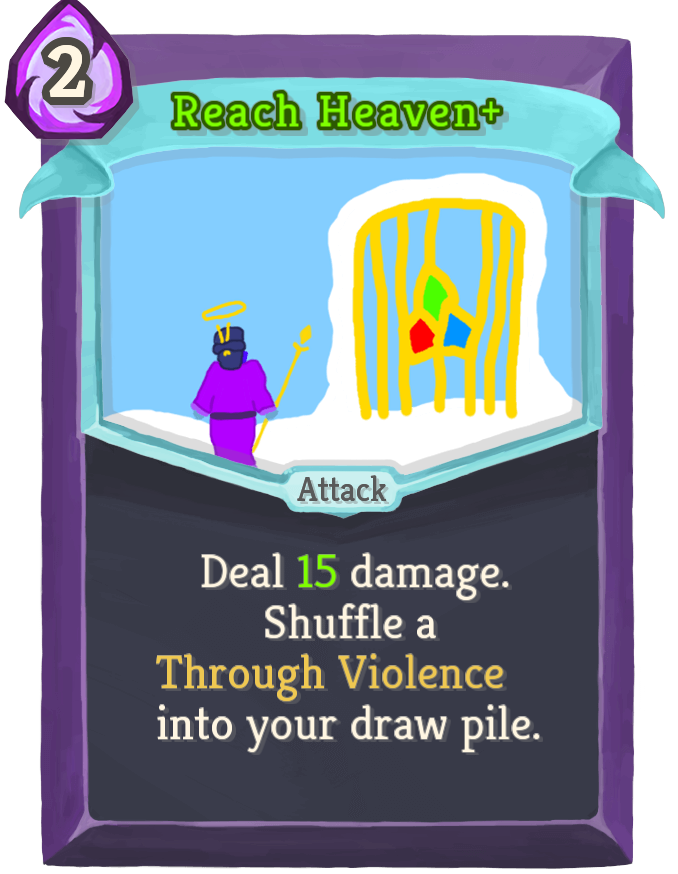 2
Reach Heaven+
Attack
Deal 15 damage.
Shuffle a
Through Violence
into your draw pile.